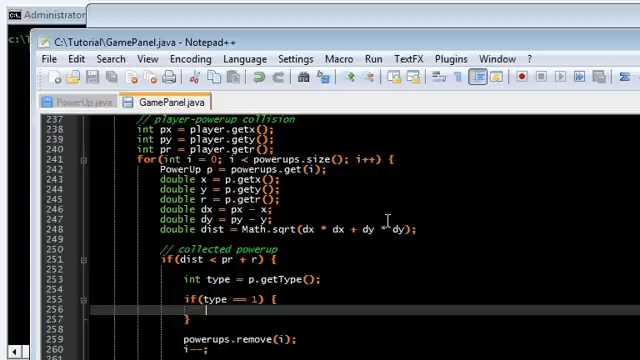 Administrator
c:\T
C:\Tutorial\GamePanel.java - Notepad++
File Edit Search View Encoding Language Settings Macro Run TextFX Plugins Window ?
PowerUp.java GamePanel.java
237 // player-powerup collision
238 int px = player.getx();
239 int py = player.gety();
240 int pr = player.getr();
241 for(int i = 0; i < powerups.size(); i++) {
242 PowerUp p = powerups.get(i);
243 double x = p.getx();
244 double y = p.gety();
245 double r = p.getr();
246 double dx = px - x;
247 double dy = py - y;
248 double dist = Math.sqrt(dx * dx + dy * dy);
249
250 // collected powerup
251 if(dist < pr + r) {
252
253 int type = p.getType();
254
255 if(type == 1) {
256
257 }
258
259 powerups.remove(i);
260 i--;